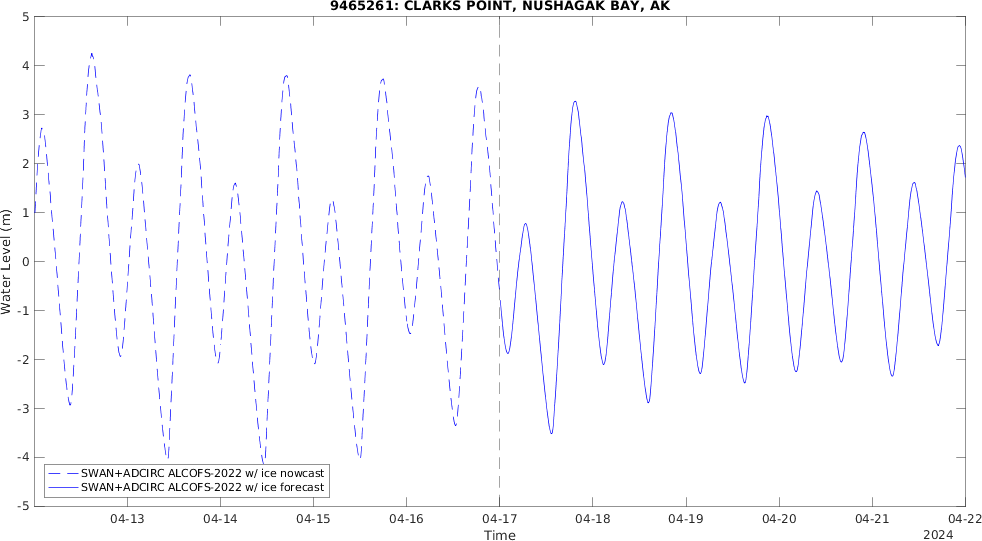 9465261: CLARKS POINT, NUSHAGAK BAY, AK
5
4
3
2
1
0
-1
-2
-3
-4
-5
Water Level (m)
SWAN+ADCIRC ALCOFS-2022 w/ ice nowcast
SWAN+ADCIRC ALCOFS-2022 w/ ice forecast
04-13 04-14 04-15 04-16 04-17 04-18 04-19 04-20 04-21 04-22
Time
2024